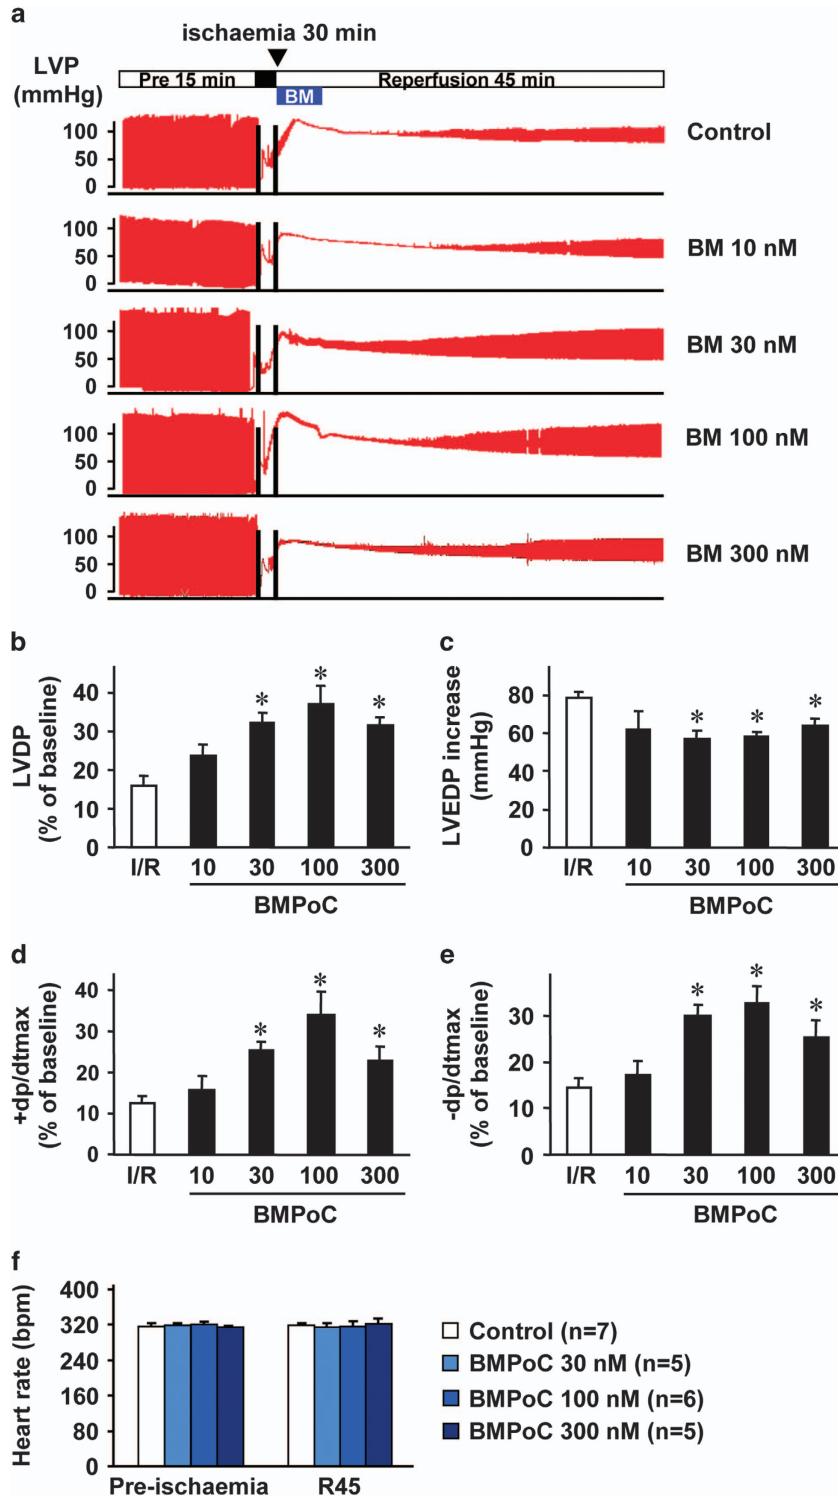 a
ischaemia 30 min
LVP
(mmHg)
Pre 15 min
Reperfusion 45 min
BM
100
50
0
Control
100
50
0
BM 10 nM
100
50
0
BM 30 nM
100
50
0
BM 100 nM
100
50
0
BM 300 nM
b
LVDP
(% of baseline)
40
30
20
10
0
I/R 10 30 100 300
BMPoC
*
*
*
c
LVEDP increase
(mmHg)
80
60
40
20
0
I/R 10 30 100 300
BMPoC
*
*
*
d
+dp/dtmax
(% of baseline)
40
30
20
10
0
I/R 10 30 100 300
BMPoC
*
*
*
e
-dp/dtmax
(% of baseline)
30
20
10
0
I/R 10 30 100 300
BMPoC
*
*
*
f
Heart rate (bpm)
400
320
240
160
80
0
Pre-ischaemia R45
Control (n=7)
BMPoC 30 nM (n=5)
BMPoC 100 nM (n=6)
BMPoC 300 nM (n=5)